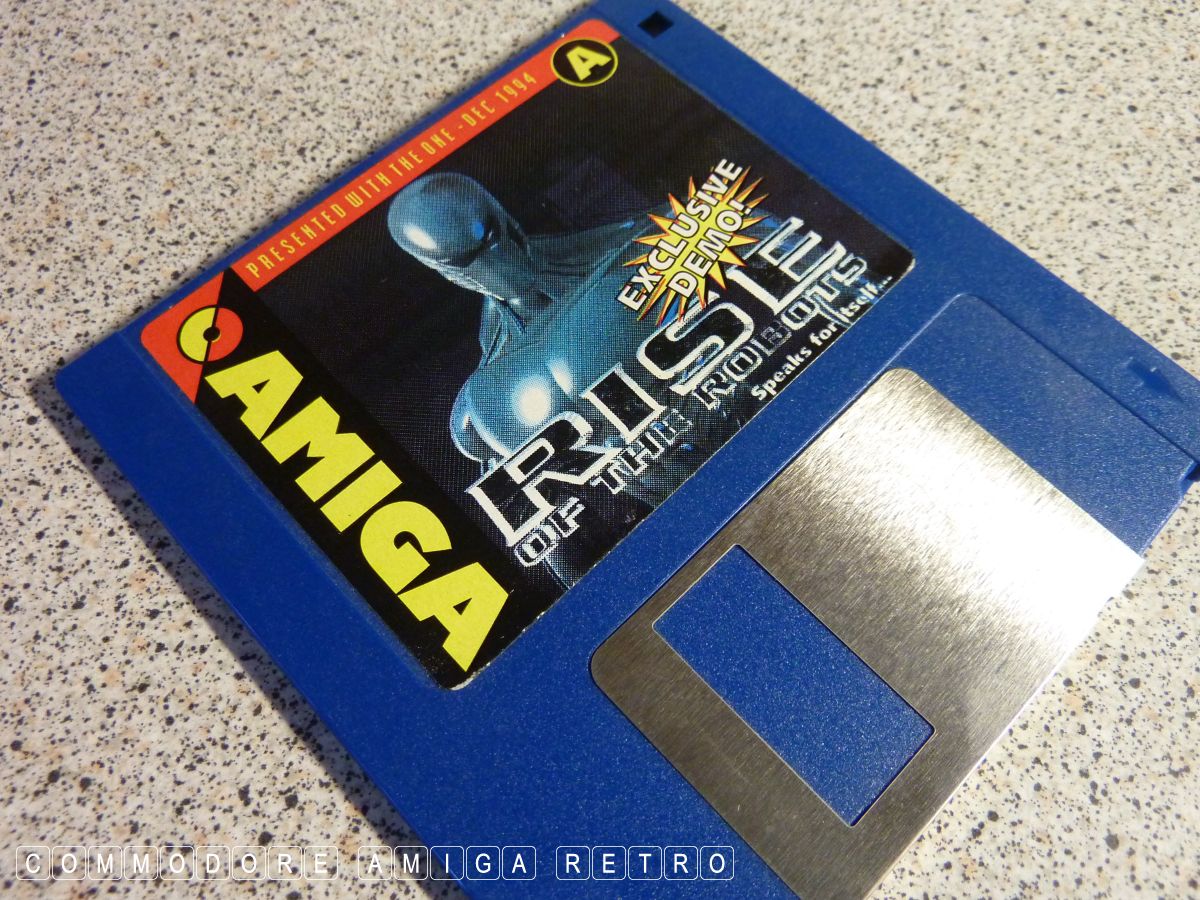 PRESENTED WITH THE ONE - DEC 1994
A
AMIGA
EXCLUSIVE
DEMO!
RISE
OF THE ROBOTS
Speaks for itself...
COMMODORE AMIGA RETRO